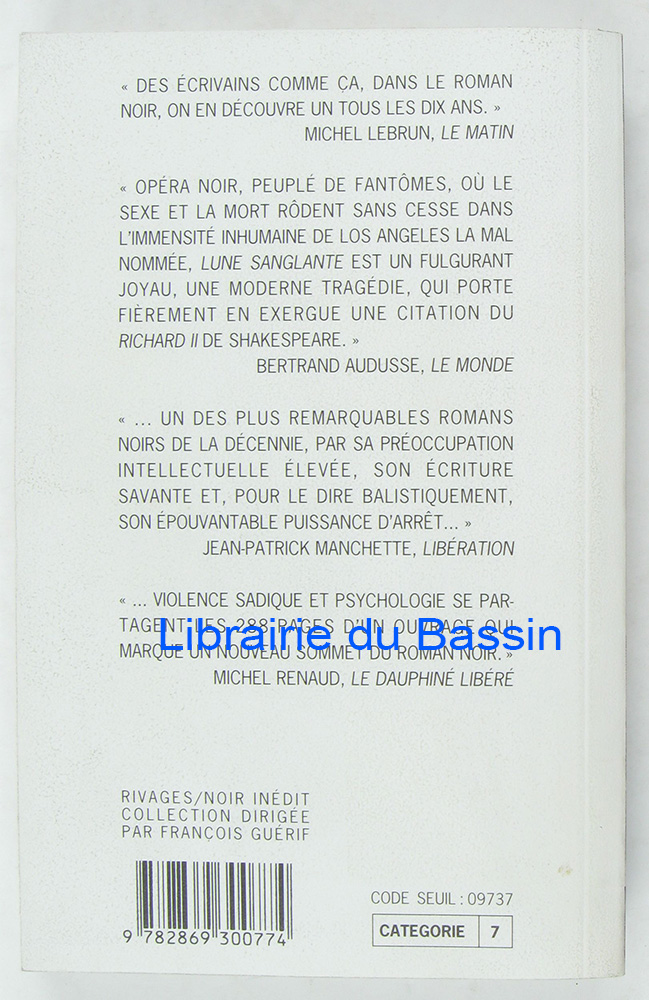 « DES ÉCRIVAINS COMME ÇA, DANS LE ROMAN
NOIR, ON EN DÉCOUVRE UN TOUS LES DIX ANS. »
MICHEL LEBRUN, LE MATIN
« OPÉRA NOIR, PEUPLÉ DE FANTÔMES, OÙ LE
SEXE ET LA MORT RÔDENT SANS CESSE DANS
L'IMMENSITÉ INHUMAINE DE LOS ANGELES LA MAL
NOMMÉE, LUNE SANGLANTE EST UN FULGURANT
JOYAU, UNE MODERNE TRAGÉDIE, QUI PORTE
FIÈREMENT EN EXERGUE UNE CITATION DU
RICHARD II DE SHAKESPEARE. »
BERTRAND AUDUSSE, LE MONDE
« ... UN DES PLUS REMARQUABLES ROMANS
NOIRS DE LA DÉCENNIE, PAR SA PRÉOCCUPATION
INTELLECTUELLE ÉLEVÉE, SON ÉCRITURE
SAVANTE ET, POUR LE DIRE BALISTIQUEMENT,
SON ÉPOUVANTABLE PUISSANCE D'ARRÊT... »
JEAN-PATRICK MANCHETTE, LIBÉRATION
« ... VIOLENCE SADIQUE ET PSYCHOLOGIE SE PAR-
TAGENT LES 288 PAGES D'UN OUVRAGE QUI
Librairie du Bassin
MARQUE UN NOUVEAU SOMMET DU ROMAN NOIR. »
MICHEL RENAUD, LE DAUPHINÉ LIBÉRÉ
RIVAGES/NOIR INÉDIT
COLLECTION DIRIGÉE
PAR FRANÇOIS GUÉRIF
9 782869 300774
CODE SEUIL : 09737
CATEGORIE 7